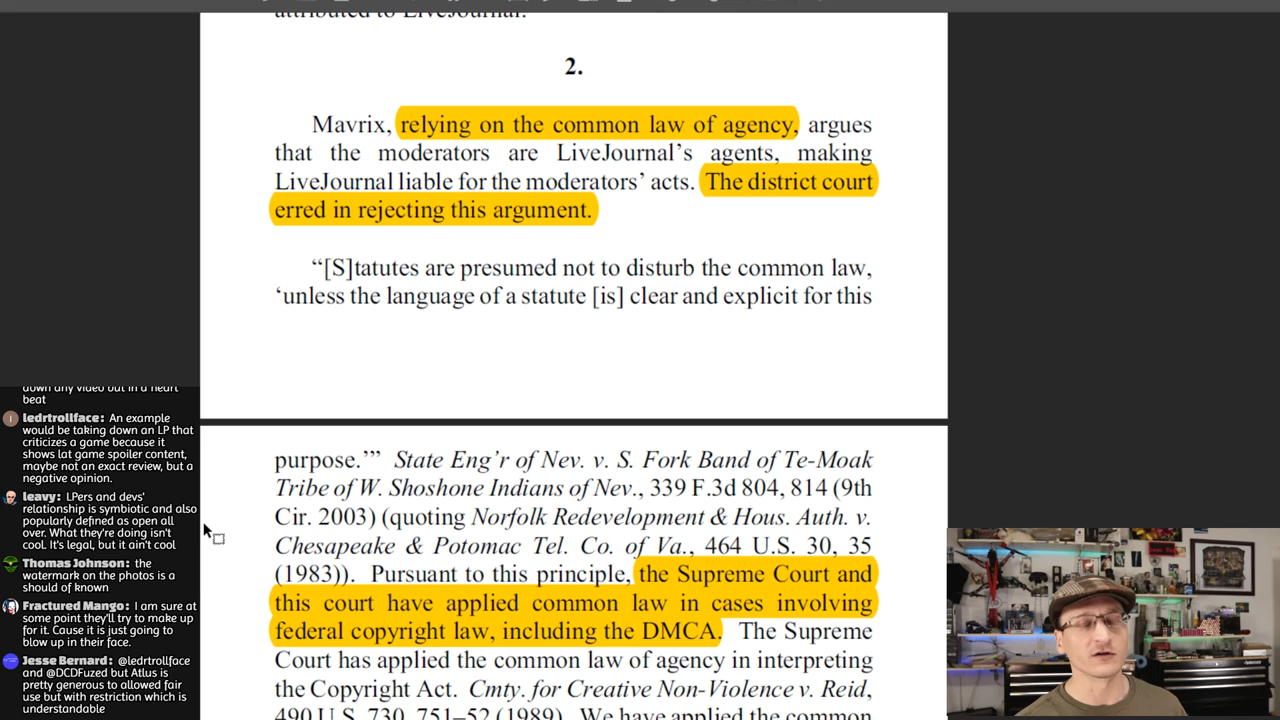 attributed to LiveJournal.
2.
Mavrix, relying on the common law of agency, argues
that the moderators are LiveJournal’s agents, making
LiveJournal liable for the moderators’ acts. The district court
erred in rejecting this argument.
“[S]tatutes are presumed not to disturb the common law,
‘unless the language of a statute [is] clear and explicit for this
purpose.’” State Eng’r of Nev. v. S. Fork Band of Te-Moak
Tribe of W. Shoshone Indians of Nev., 339 F.3d 804, 814 (9th
Cir. 2003) (quoting Norfolk Redevelopment & Hous. Auth. v.
Chesapeake & Potomac Tel. Co. of Va., 464 U.S. 30, 35
(1983)). Pursuant to this principle, the Supreme Court and
this court have applied common law in cases involving
federal copyright law, including the DMCA. The Supreme
Court has applied the common law of agency in interpreting
the Copyright Act. Cmty. for Creative Non-Violence v. Reid,
490 U.S. 730, 751–52 (1989). We have applied the common
down any video out in a heart
beat
ledrtrollface: An example
would be taking down an LP that
criticizes a game because it
shows lat game spoiler content,
maybe not an exact review, but a
negative opinion.
leavy: LPers and devs'
relationship is symbiotic and also
popularly defined as open all
over. What they're doing isn't
cool. It's legal, but it ain't cool
Thomas Johnson: the
watermark on the photos is a
should of known
Fractured Mango: I am sure at
some point they'll try to make up
for it. Cause it is just going to
blow up in their face.
Jesse Bernard: @ledrtrollface
and @DCDFuzed but Atlus is
pretty generous to allowed fair
use but with restriction which is
understandable